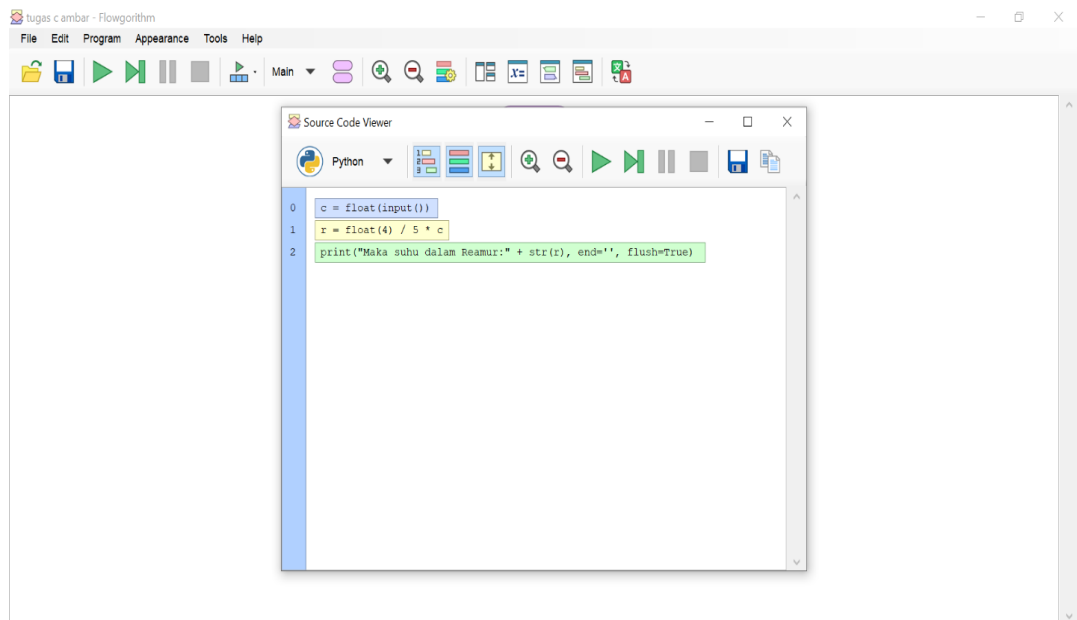 tugas c ambar - Flowgorithm
File Edit Program Appearance Tools Help
Main
Source Code Viewer
Python
0 c = float(input())
1 r = float(4) / 5 * c
2 print("Maka suhu dalam Reamur:" + str(r), end='', flush=True)